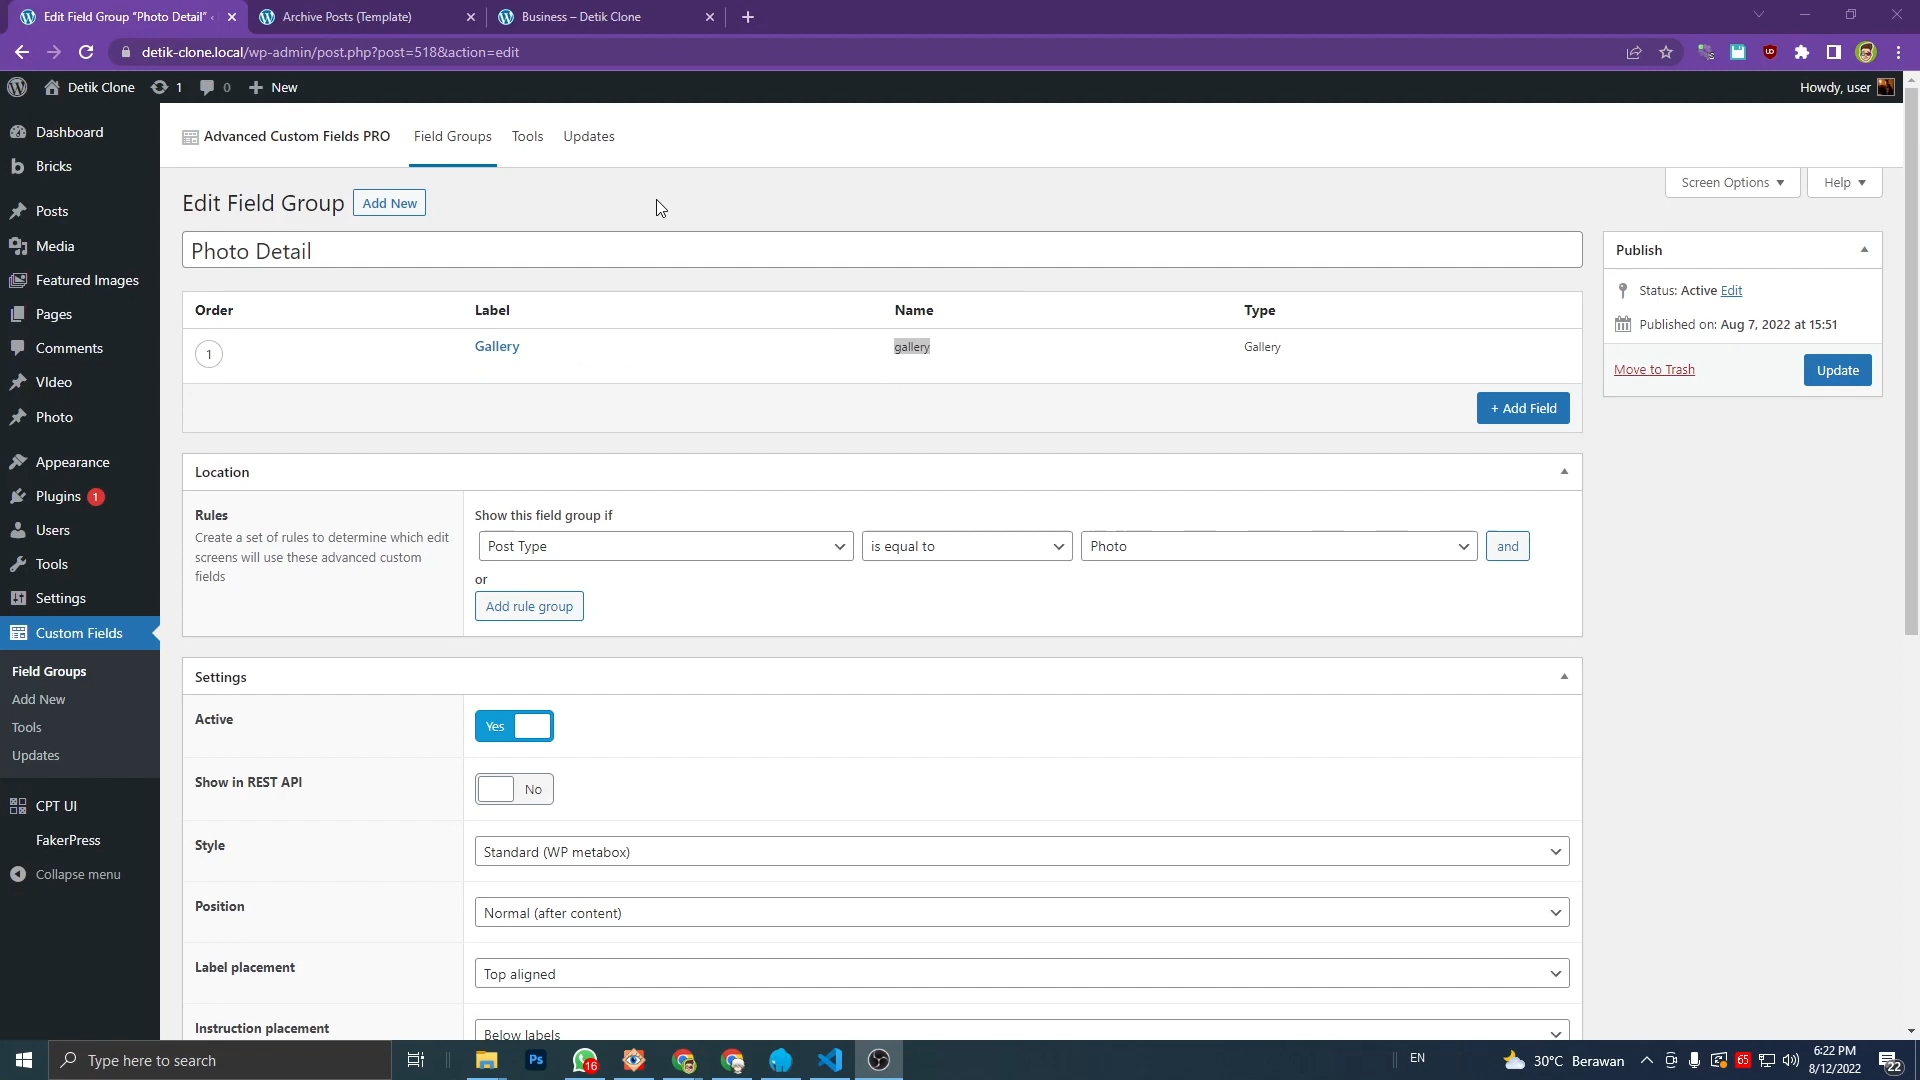 Edit Field Group "Photo Detail" ‹
Archive Posts (Template)
Business – Detik Clone
detik-clone.local/wp-admin/post.php?post=518&action=edit
Detik Clone
1
0
New
Howdy, user
Dashboard
Bricks
Posts
Media
Featured Images
Pages
Comments
VIdeo
Photo
Appearance
Plugins 1
Users
Tools
Settings
Custom Fields
Field Groups
Add New
Tools
Updates
CPT UI
FakerPress
Collapse menu
Advanced Custom Fields PRO
Field Groups
Tools
Updates
Screen Options
Help
Edit Field Group
Add New
Photo Detail
Order
Label
Name
Type
1
Gallery
gallery
Gallery
+ Add Field
Publish
Status: Active Edit
Published on: Aug 7, 2022 at 15:51
Move to Trash
Update
Location
Rules
Create a set of rules to determine which edit
screens will use these advanced custom
fields
Show this field group if
Post Type
is equal to
Photo
and
or
Add rule group
Settings
Active
Yes
Show in REST API
No
Style
Standard (WP metabox)
Position
Normal (after content)
Label placement
Top aligned
Instruction placement
Below labels
Type here to search
Ps
16
EN
30°C Berawan
65
6:22 PM
8/12/2022
22